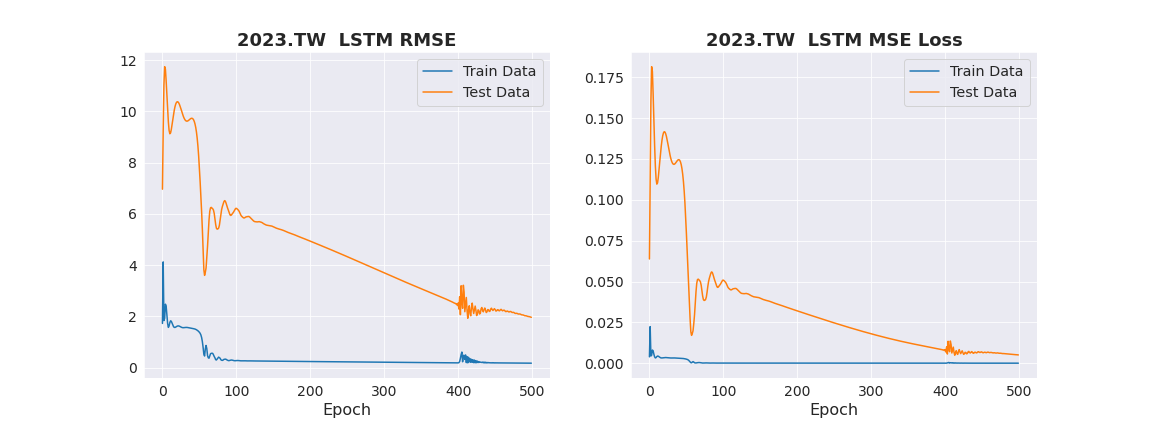 2023.TW  LSTM RMSE
12
10
8
6
4
2
0
0 100 200 300 400 500
Epoch
Train Data
Test Data
2023.TW  LSTM MSE Loss
0.175
0.150
0.125
0.100
0.075
0.050
0.025
0.000
0 100 200 300 400 500
Epoch
Train Data
Test Data